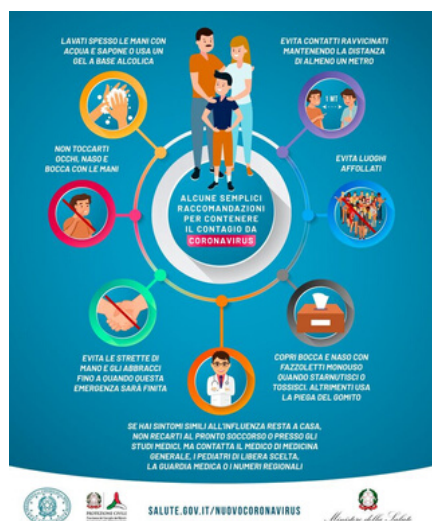 LAVATI SPESSO LE MANI CON
ACQUA E SAPONE O USA UN
GEL A BASE ALCOLICA
EVITA CONTATTI RAVVICINATI
MANTENENDO LA DISTANZA
DI ALMENO UN METRO
1 MT
NON TOCCARTI
OCCHI, NASO E
BOCCA CON LE MANI
EVITA LUOGHI
AFFOLLATI
ALCUNE SEMPLICI
RACCOMANDAZIONI
PER CONTENERE
IL CONTAGIO DA
CORONAVIRUS
EVITA LE STRETTE DI
MANO E GLI ABBRACCI
FINO A QUANDO QUESTA
EMERGENZA SARÀ FINITA
COPRI BOCCA E NASO CON
FAZZOLETTI MONOUSO
QUANDO STARNUTISCI O
TOSSISCI. ALTRIMENTI USA
LA PIEGA DEL GOMITO
SE HAI SINTOMI SIMILI ALL'INFLUENZA RESTA A CASA,
NON RECARTI AL PRONTO SOCCORSO O PRESSO GLI
STUDI MEDICI, MA CONTATTA IL MEDICO DI MEDICINA
GENERALE, I PEDIATRI DI LIBERA SCELTA,
LA GUARDIA MEDICA O I NUMERI REGIONALI
PROTEZIONE CIVILE
SALUTE.GOV.IT/NUOVOCORONAVIRUS
Ministero della Salute